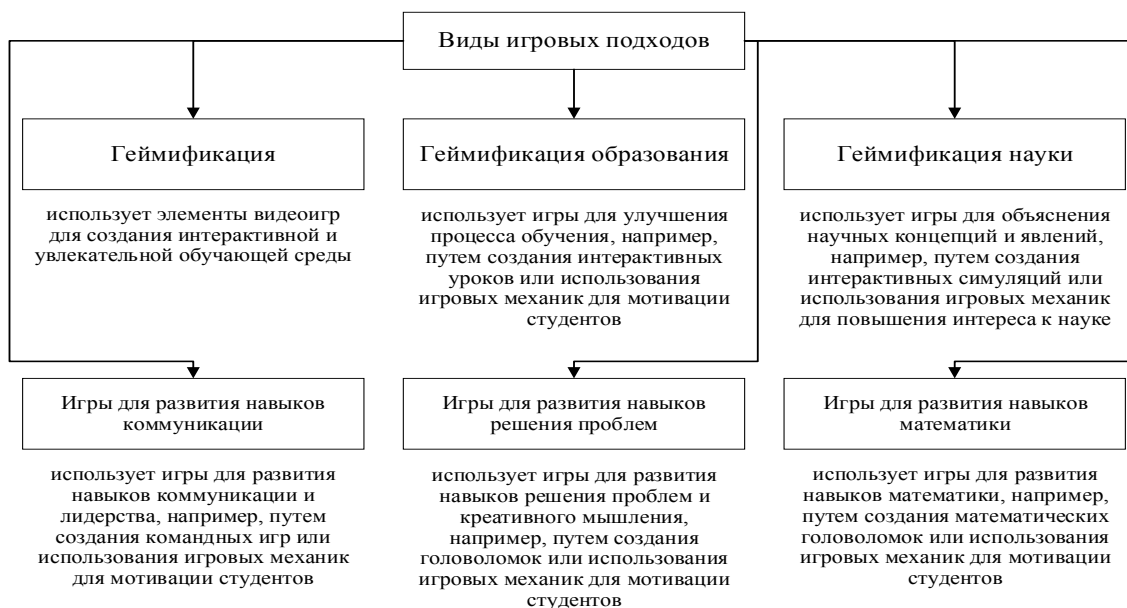 Виды игровых подходов
Геймификация
использует элементы видеоигр
для создания интерактивной и
увлекательной обучающей среды
Геймификация образования
использует игры для улучшения
процесса обучения, например,
путем создания интерактивных
уроков или использования
игровых механик для мотивации
студентов
Геймификация науки
использует игры для объяснения
научных концепций и явлений,
например, путем создания
интерактивных симуляций или
использования игровых механик
для повышения интереса к науке
Игры для развития навыков
коммуникации
использует игры для развития
навыков коммуникации и
лидерства, например, путем
создания командных игр или
использования игровых механик
для мотивации студентов
Игры для развития навыков
решения проблем
использует игры для развития
навыков решения проблем и
креативного мышления,
например, путем создания
головоломок или использования
игровых механик для мотивации
студентов
Игры для развития навыков
математики
использует игры для развития
навыков математики, например,
путем создания математических
головоломок или использования
игровых механик для мотивации
студентов